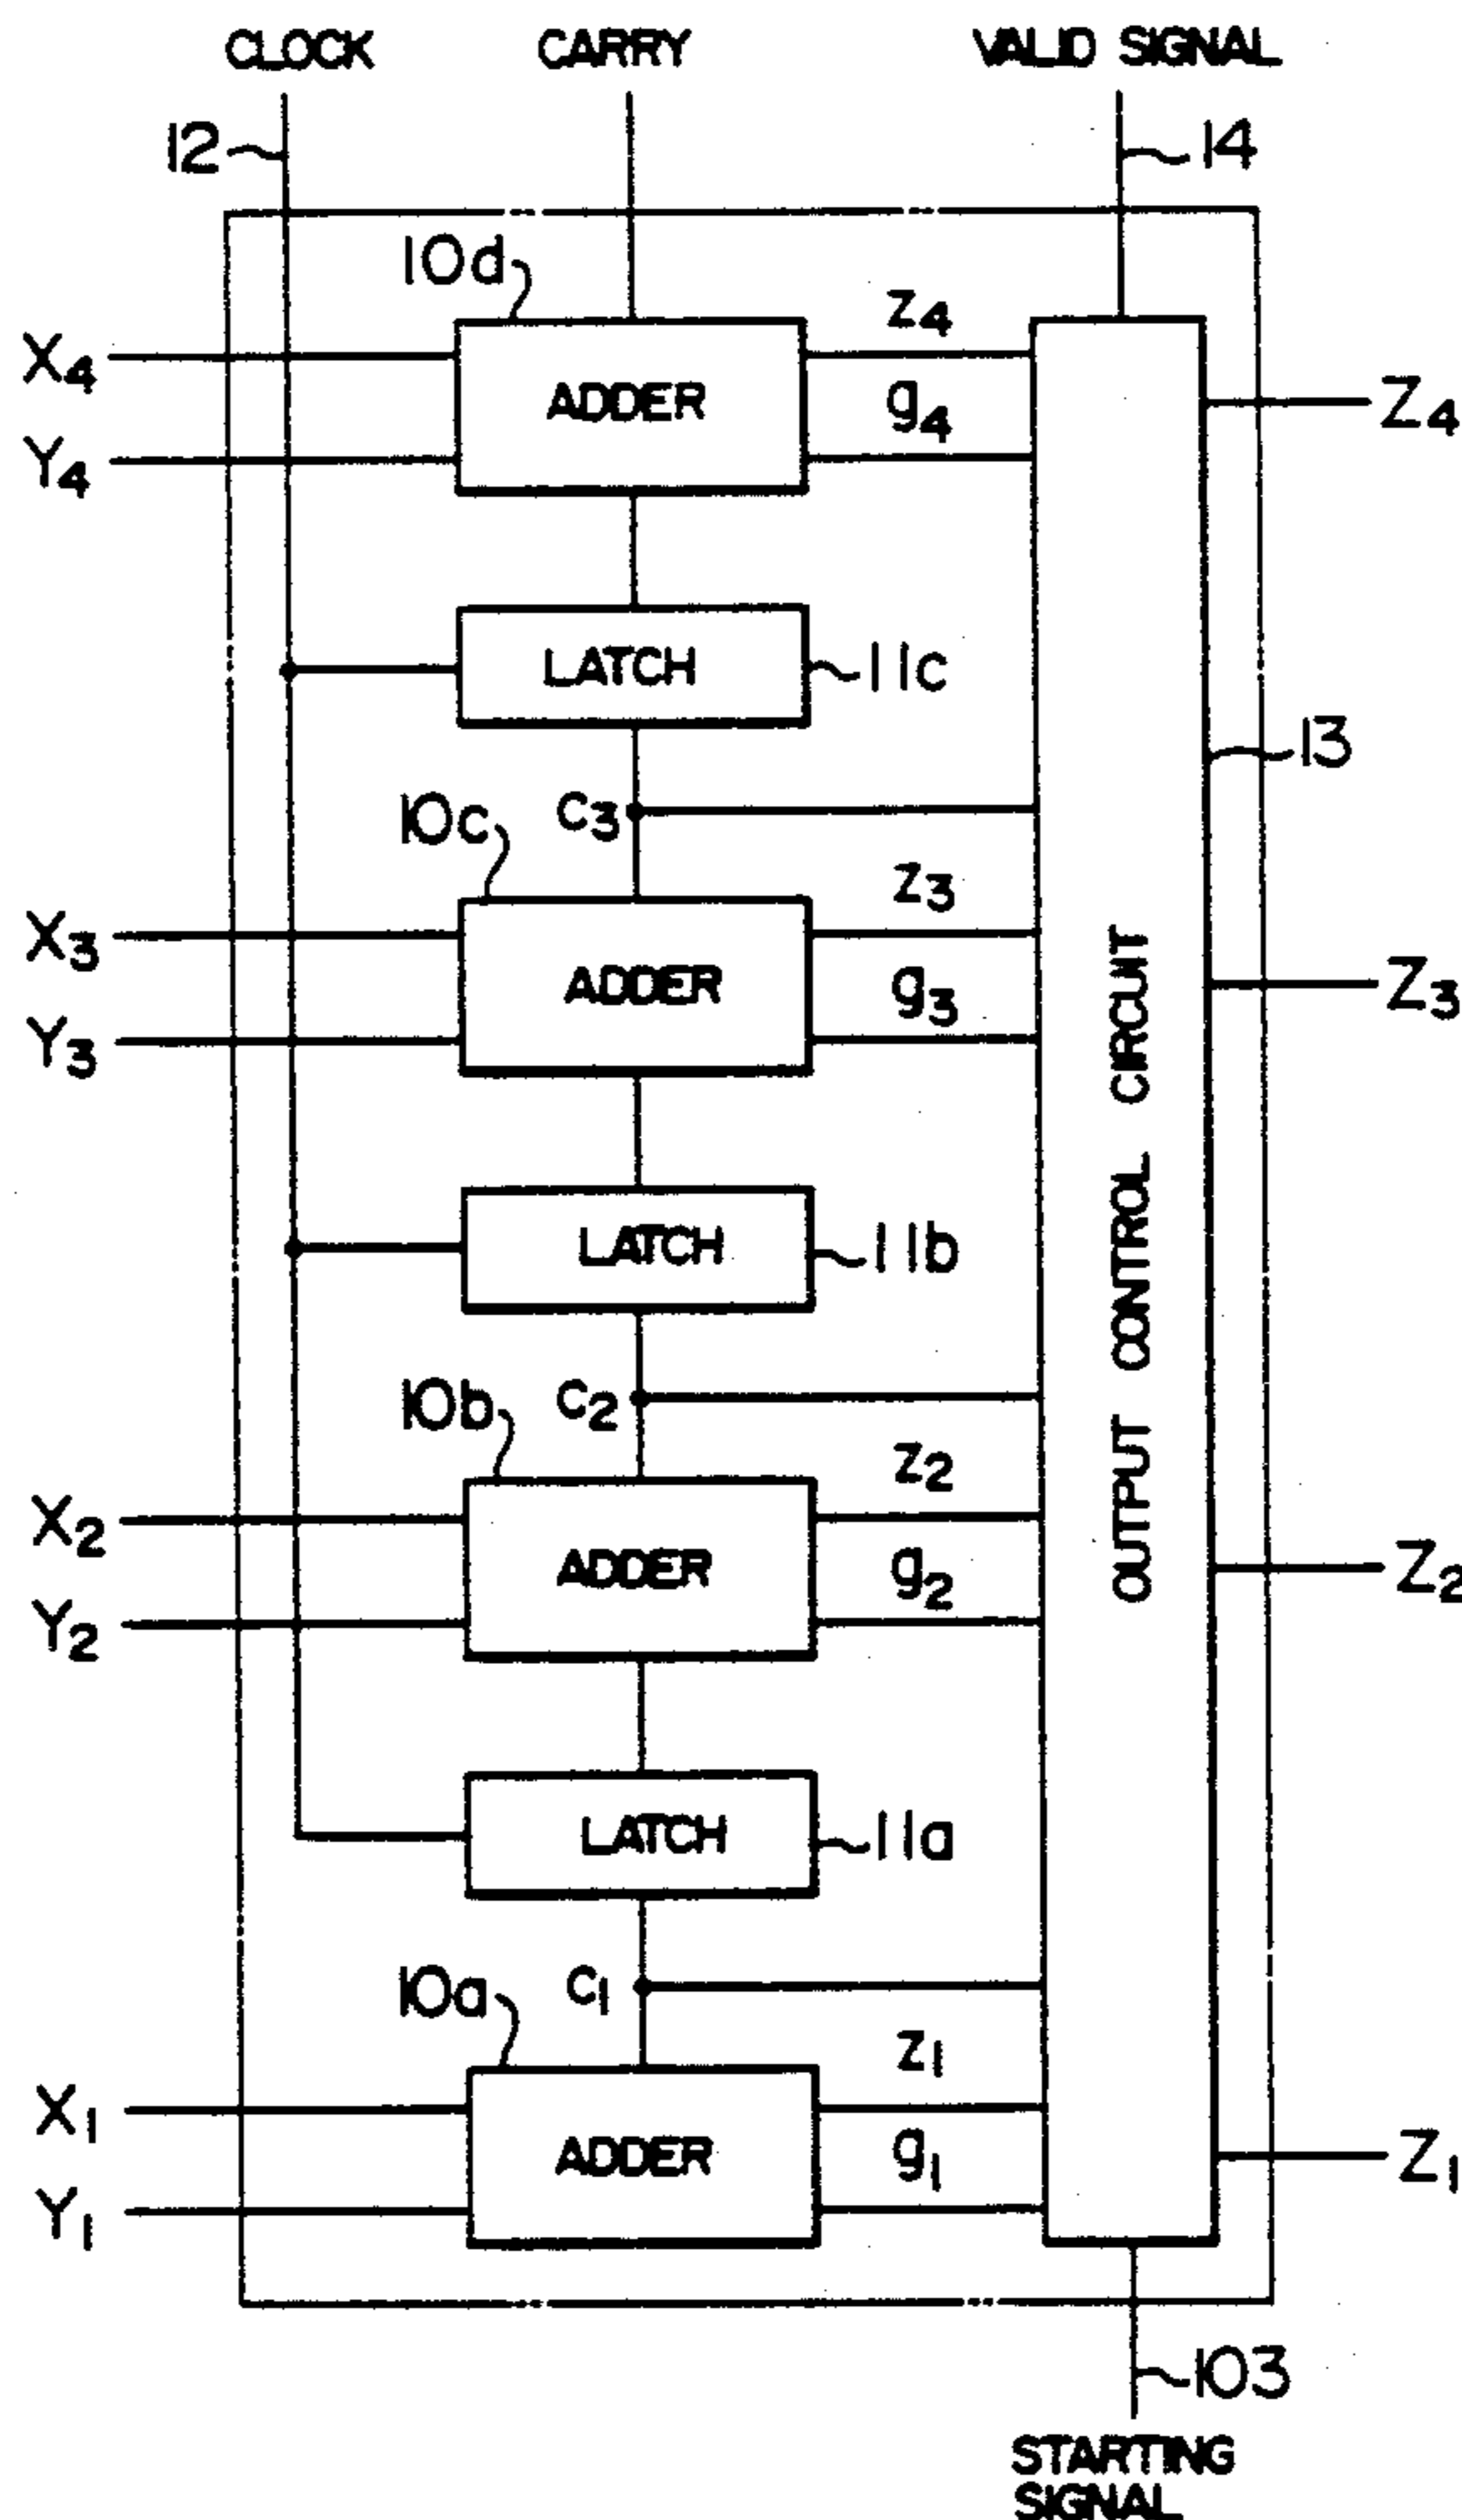 CLOCK CARRY VALID SIGNAL
12 14
10d
X4 z4
ADDER Z4
Y4 g4
LATCH 11c
13
10c c3
X3 z3
ADDER Z3
Y3 g3
LATCH 11b
OUTPUT CONTROL CIRCUIT
10b c2
X2 z2
ADDER Z2
Y2 g2
LATCH 11a
10a c1
X1 z1
ADDER Z1
Y1 g1
103
STARTING
SIGNAL